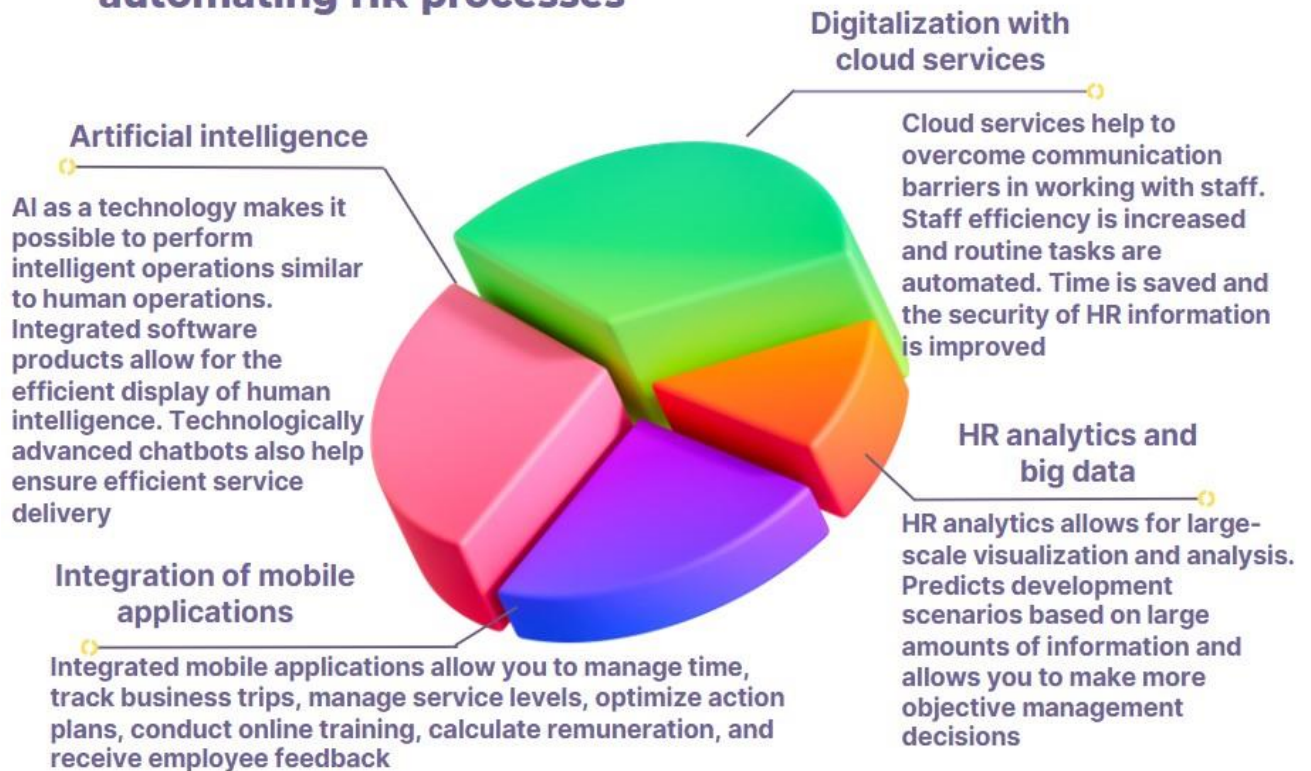 automating HR processes
Digitalization with
cloud services
Cloud services help to
overcome communication
barriers in working with staff.
Staff efficiency is increased
and routine tasks are
automated. Time is saved and
the security of HR information
is improved
Artificial intelligence
AI as a technology makes it
possible to perform
intelligent operations similar
to human operations.
Integrated software
products allow for the
efficient display of human
intelligence. Technologically
advanced chatbots also help
ensure efficient service
delivery
HR analytics and
big data
HR analytics allows for large-
scale visualization and analysis.
Predicts development
scenarios based on large
amounts of information and
allows you to make more
objective management
decisions
Integration of mobile
applications
Integrated mobile applications allow you to manage time,
track business trips, manage service levels, optimize action
plans, conduct online training, calculate remuneration, and
receive employee feedback